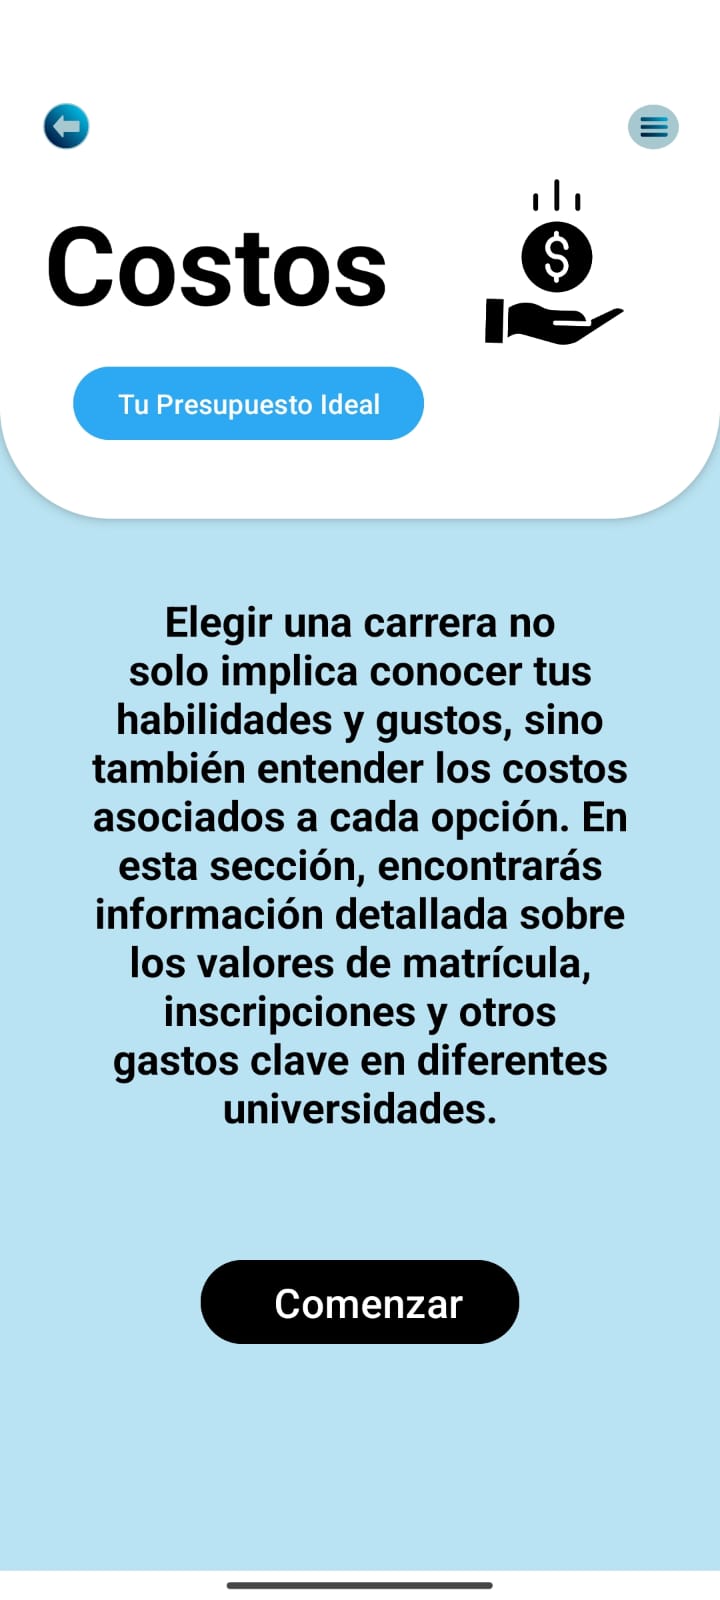 Costos
$
Tu Presupuesto Ideal
Elegir una carrera no
solo implica conocer tus
habilidades y gustos, sino
también entender los costos
asociados a cada opción. En
esta sección, encontrarás
información detallada sobre
los valores de matrícula,
inscripciones y otros
gastos clave en diferentes
universidades.
Comenzar